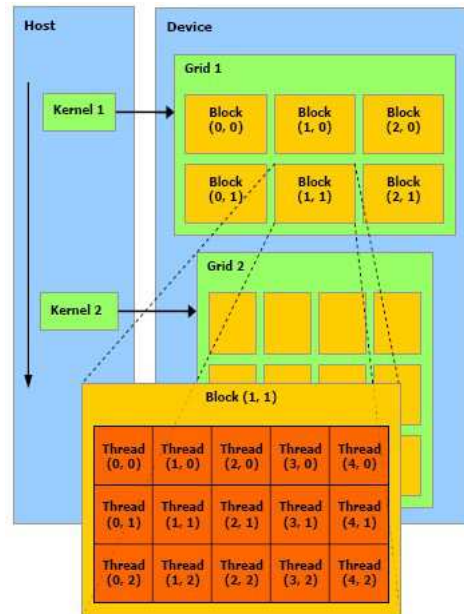 Host
Device
Grid 1
Kernel 1
Block Block Block
(0, 0) (1, 0) (2, 0)
Block Block Block
(0, 1) (1, 1) (2, 1)
Grid 2
Kernel 2
Block (1, 1)
Thread Thread Thread Thread Thread
(0, 0) (1, 0) (2, 0) (3, 0) (4, 0)
Thread Thread Thread Thread Thread
(0, 1) (1, 1) (2, 1) (3, 1) (4, 1)
Thread Thread Thread Thread Thread
(0, 2) (1, 2) (2, 2) (3, 2) (4, 2)